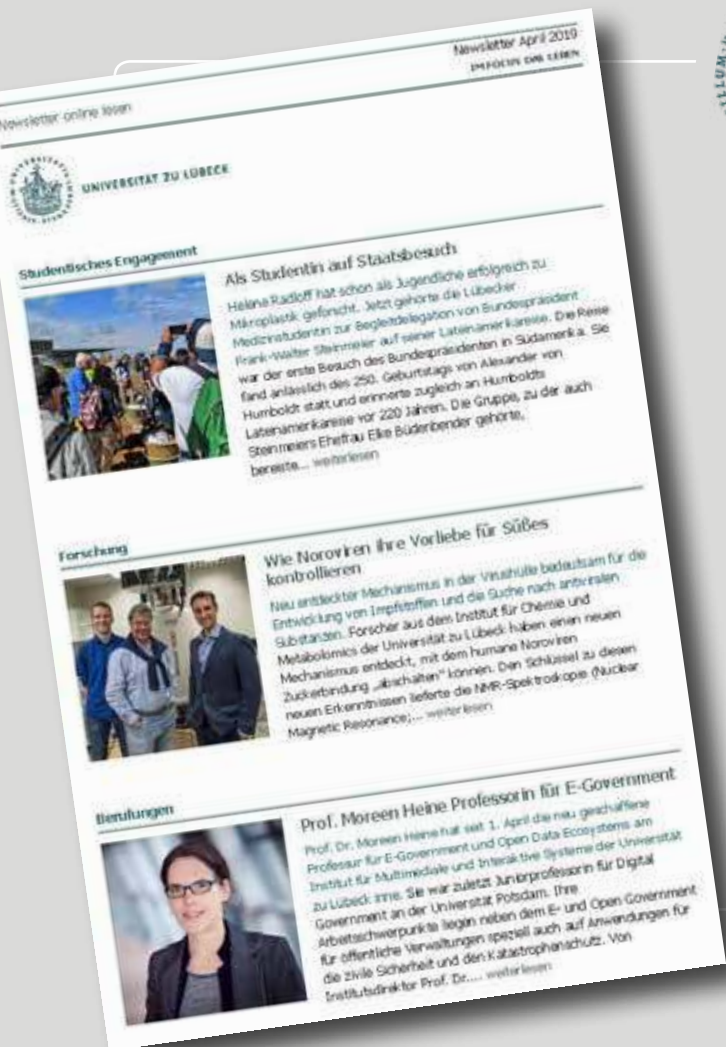 Newsletter April 2019
IM FOCUS DAS LEBEN
Newsletter online lesen
UNIVERSITÄT ZU LÜBECK
Studentisches Engagement
Als Studentin auf Staatsbesuch
Helena Radloff hat schon als Jugendliche erfolgreich zu
Mikroplastik geforscht. Jetzt gehörte die Lübecker
Medizinstudentin zur Begleitdelegation von Bundespräsident
Frank-Walter Steinmeier auf seiner Lateinamerikareise. Die Reise
war der erste Besuch des Bundespräsidenten in Südamerika. Sie
fand anlässlich des 250. Geburtstags von Alexander von
Humboldt statt und erinnerte zugleich an Humboldts
Lateinamerikareise vor 220 Jahren. Die Gruppe, zu der auch
Steinmeiers Ehefrau Elke Büdenbender gehörte,
bereiste... weiterlesen
Forschung
Wie Noroviren ihre Vorliebe für Süßes
kontrollieren
Neu entdeckter Mechanismus in der Virushülle bedeutsam für die
Entwicklung von Impfstoffen und die Suche nach antiviralen
Substanzen. Forscher aus dem Institut für Chemie und
Metabolomics der Universität zu Lübeck haben einen neuen
Mechanismus entdeckt, mit dem humane Noroviren
Zuckerbindung „abschalten" können. Den Schlüssel zu diesen
neuen Erkenntnissen lieferte die NMR-Spektroskopie (Nuclear
Magnetic Resonance;... weiterlesen
Berufungen
Prof. Moreen Heine Professorin für E-Government
Prof. Dr. Moreen Heine hat seit 1. April die neu geschaffene
Professur für E-Government und Open Data Ecosystems am
Institut für Multimediale und Interaktive Systeme der Universität
zu Lübeck inne. Sie war zuletzt Juniorprofessorin für Digital
Government an der Universität Potsdam. Ihre
Arbeitsschwerpunkte liegen neben dem E- und Open Government
für öffentliche Verwaltungen speziell auch auf Anwendungen für
die zivile Sicherheit und den Katastrophenschutz. Von
Institutsdirektor Prof. Dr.... weiterlesen